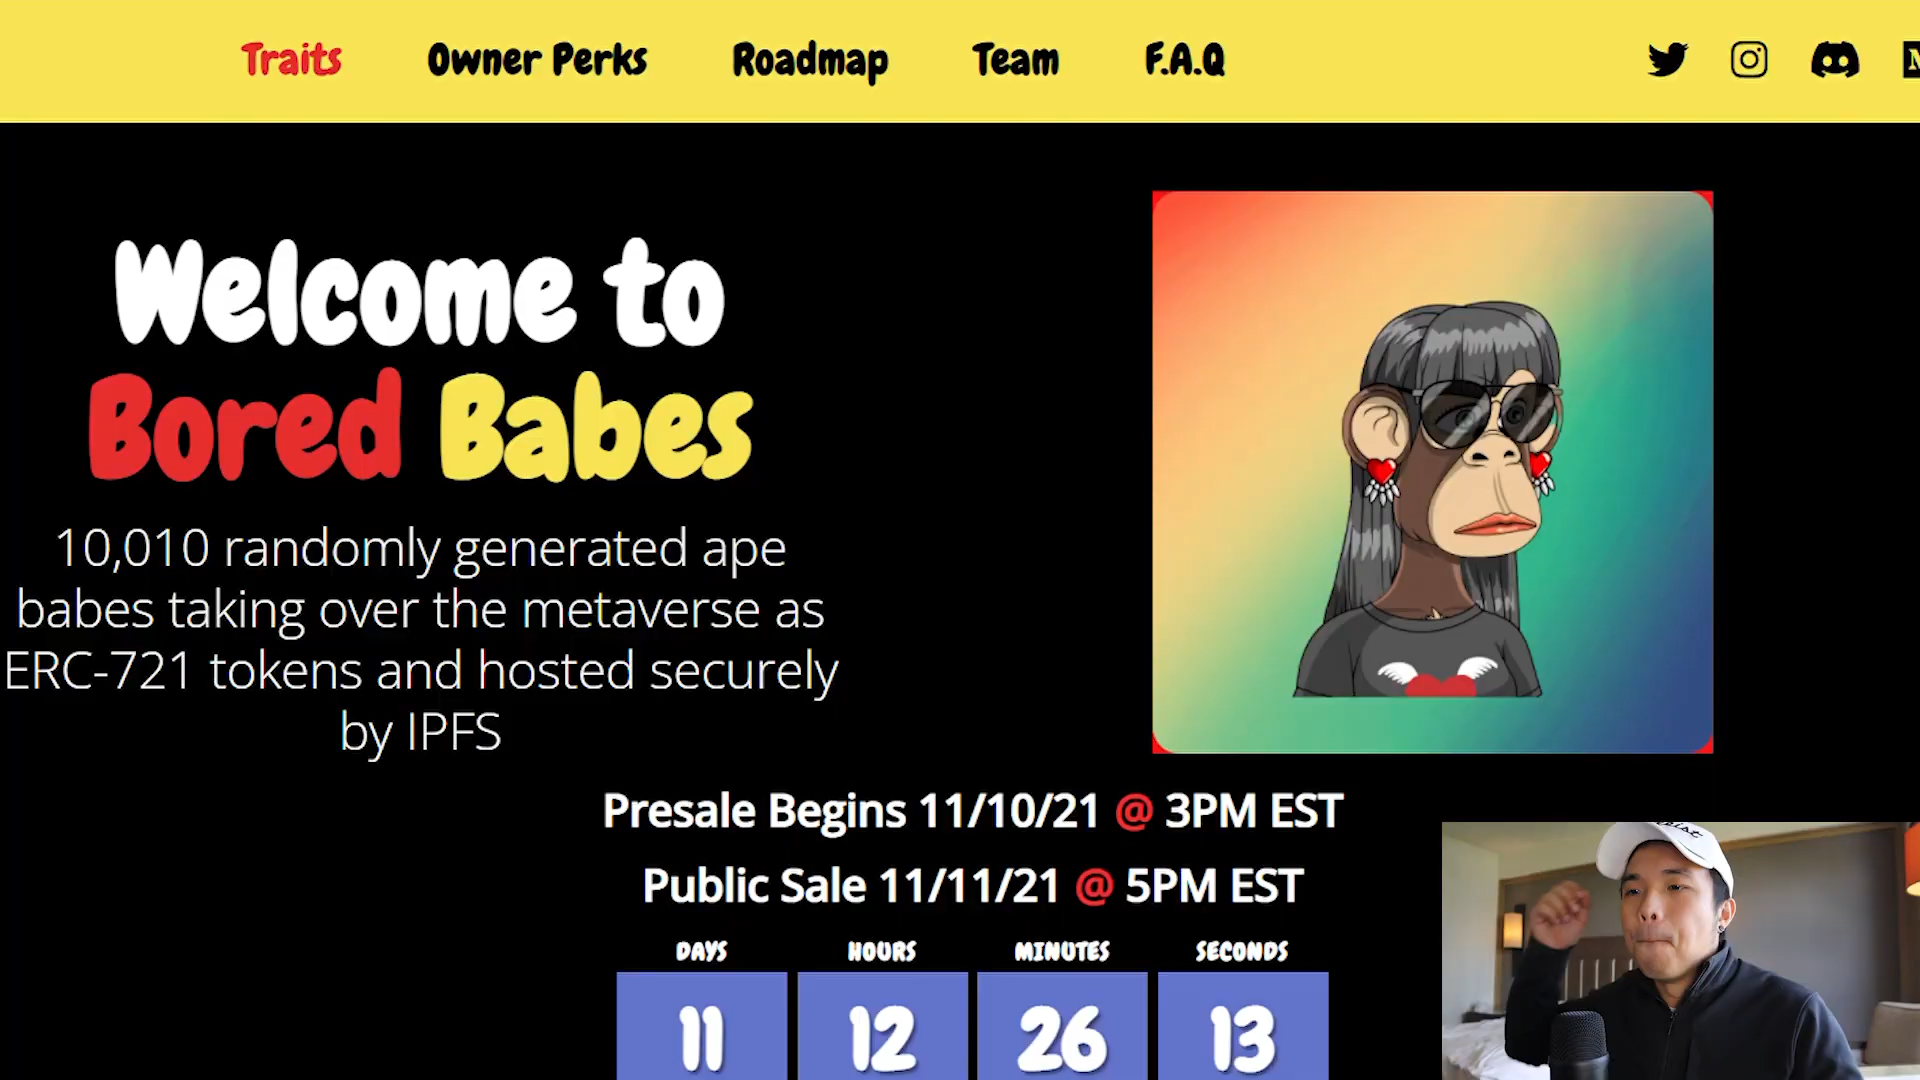 Traits Owner Perks Roadmap Team F.A.Q
Welcome to
Bored Babes
10,010 randomly generated ape
babes taking over the metaverse as
ERC-721 tokens and hosted securely
by IPFS
Presale Begins 11/10/21 @ 3PM EST
Public Sale 11/11/21 @ 5PM EST
DAYS HOURS MINUTES SECONDS
11 12 26 13